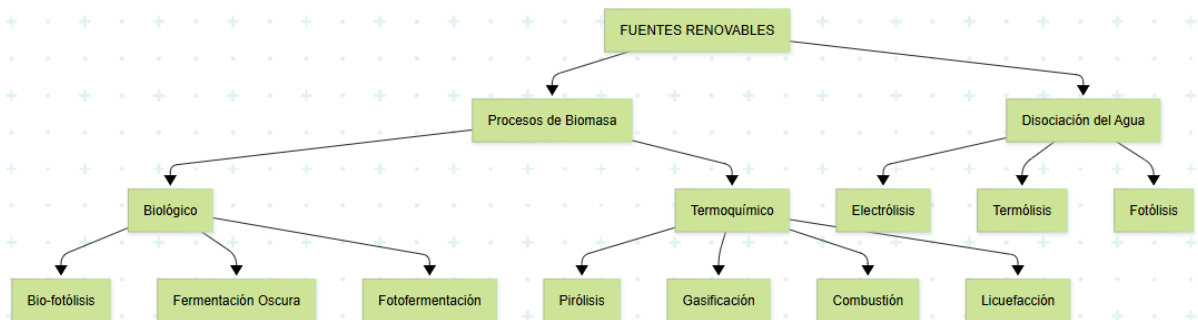 FUENTES RENOVABLES
Procesos de Biomasa
Disociación del Agua
Biológico
Termoquímico
Electrólisis
Termólisis
Fotólisis
Bio-fotólisis
Fermentación Oscura
Fotofermentación
Pirólisis
Gasificación
Combustión
Licuefacción